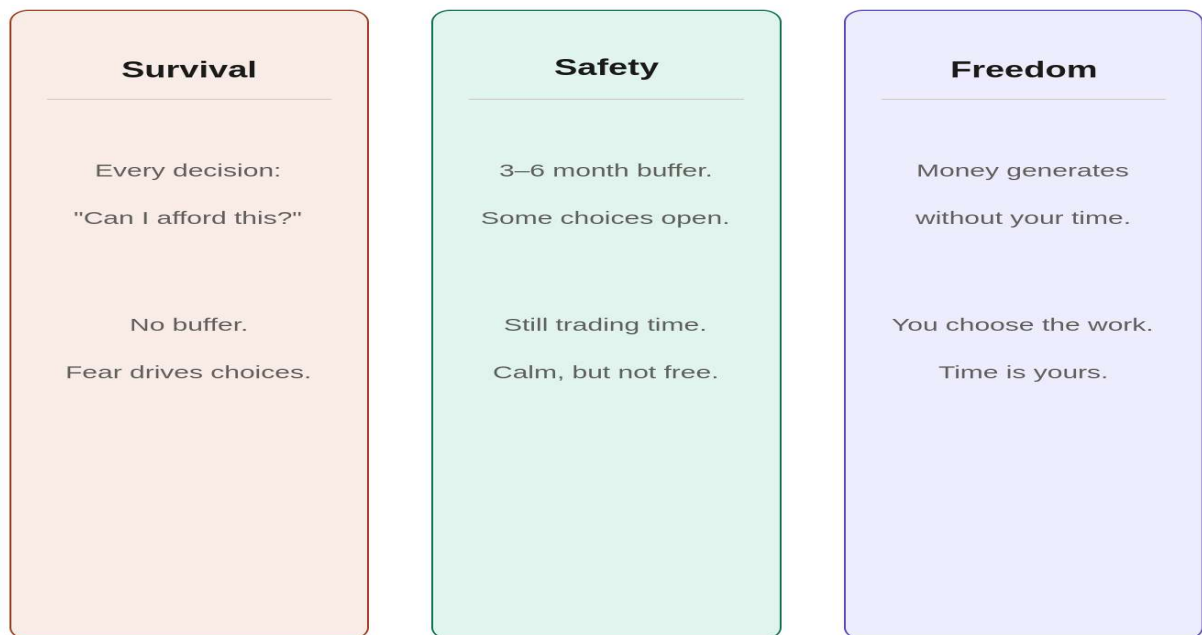 Survival
Every decision:
"Can I afford this?"
No buffer.
Fear drives choices.
Safety
3–6 month buffer.
Some choices open.
Still trading time.
Calm, but not free.
Freedom
Money generates
without your time.
You choose the work.
Time is yours.